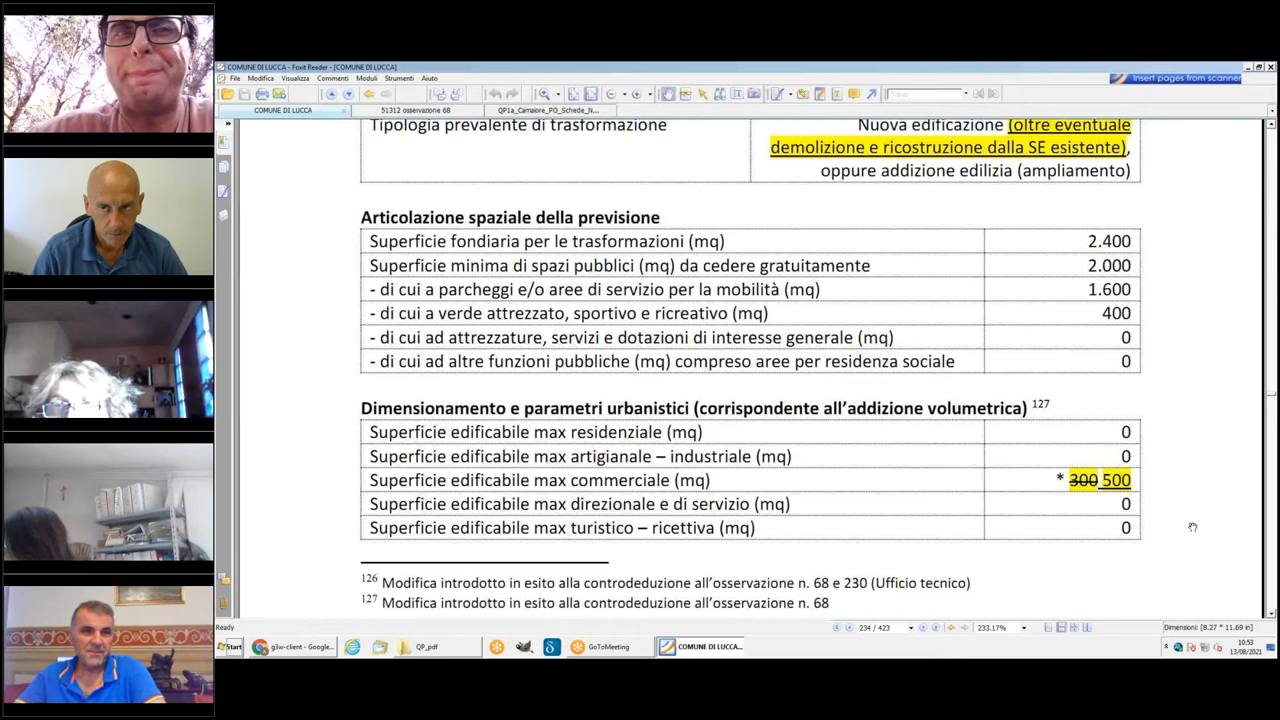 COMUNE DI LUCCA - Foxit Reader - [COMUNE DI LUCCA]
File Modifica Visualizza Commenti Moduli Strumenti Aiuto
Insert pages from scanner
COMUNE DI LUCCA
51312 osservazione 68
QP1a_Camaiore_PO_Schede_N...
Tipologia prevalente di trasformazione
Nuova edificazione (oltre eventuale
demolizione e ricostruzione dalla SE esistente),
oppure addizione edilizia (ampliamento)
Articolazione spaziale della previsione
Superficie fondiaria per le trasformazioni (mq) 2.400
Superficie minima di spazi pubblici (mq) da cedere gratuitamente 2.000
- di cui a parcheggi e/o aree di servizio per la mobilità (mq) 1.600
- di cui a verde attrezzato, sportivo e ricreativo (mq) 400
- di cui ad attrezzature, servizi e dotazioni di interesse generale (mq) 0
- di cui ad altre funzioni pubbliche (mq) compreso aree per residenza sociale 0
Dimensionamento e parametri urbanistici (corrispondente all'addizione volumetrica) 127
Superficie edificabile max residenziale (mq) 0
Superficie edificabile max artigianale – industriale (mq) 0
Superficie edificabile max commerciale (mq) * 300 500
Superficie edificabile max direzionale e di servizio (mq) 0
Superficie edificabile max turistico – ricettiva (mq) 0
126 Modifica introdotto in esito alla controdeduzione all'osservazione n. 68 e 230 (Ufficio tecnico)
127 Modifica introdotto in esito alla controdeduzione all'osservazione n. 68
Ready
234 / 423
233.17%
Dimensioni: [8.27 * 11.69 in]
Start
g3w-client - Google...
QP_pdf
GoToMeeting
COMUNE DI LUCCA...
10:53
13/08/2021